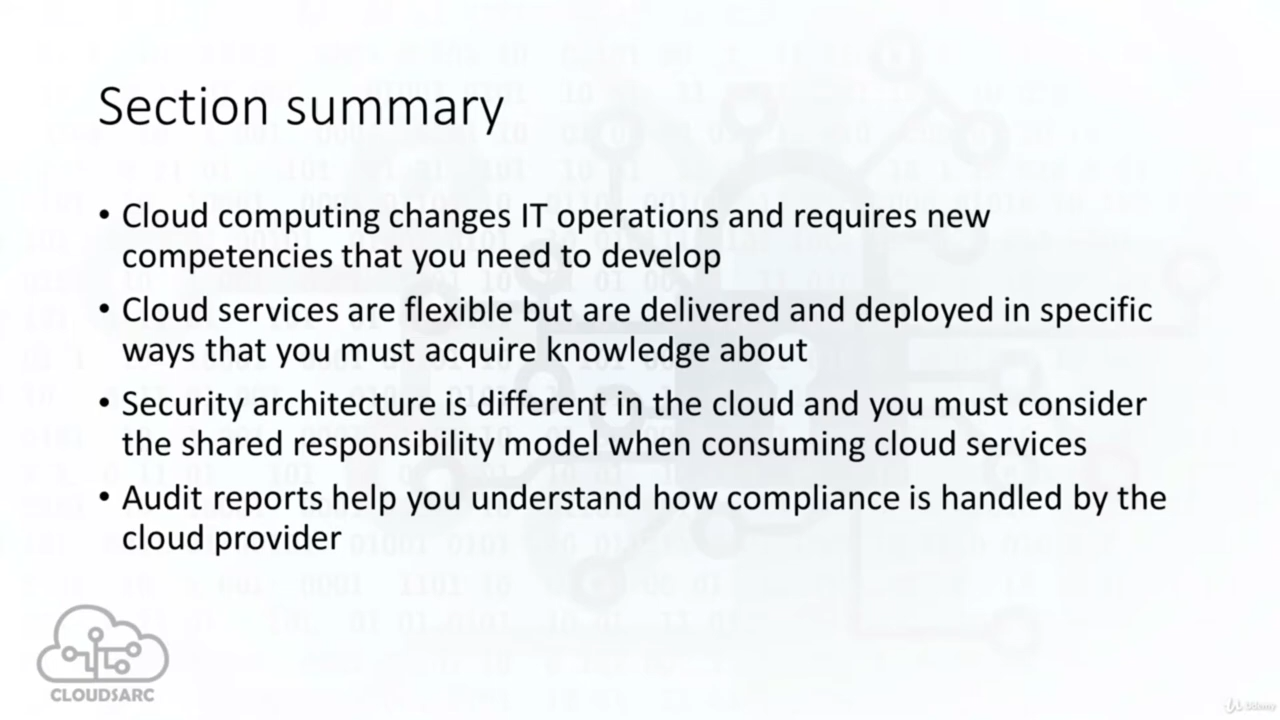 Section summary
• Cloud computing changes IT operations and requires new
competencies that you need to develop
• Cloud services are flexible but are delivered and deployed in specific
ways that you must acquire knowledge about
• Security architecture is different in the cloud and you must consider
the shared responsibility model when consuming cloud services
• Audit reports help you understand how compliance is handled by the
cloud provider
CLOUDSARC
Udemy